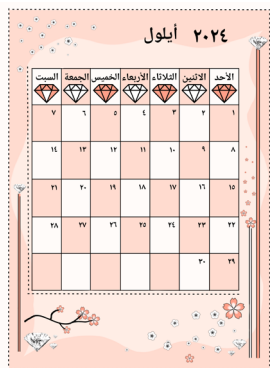 أيلول ٢٠٢٤
الأحد الاثنين الثلاثاء الأربعاء الخميس الجمعة السبت
١ ٢ ٣ ٤ ٥ ٦ ٧
٨ ٩ ١٠ ١١ ١٢ ١٣ ١٤
١٥ ١٦ ١٧ ١٨ ١٩ ٢٠ ٢١
٢٢ ٢٣ ٢٤ ٢٥ ٢٦ ٢٧ ٢٨
٢٩ ٣٠